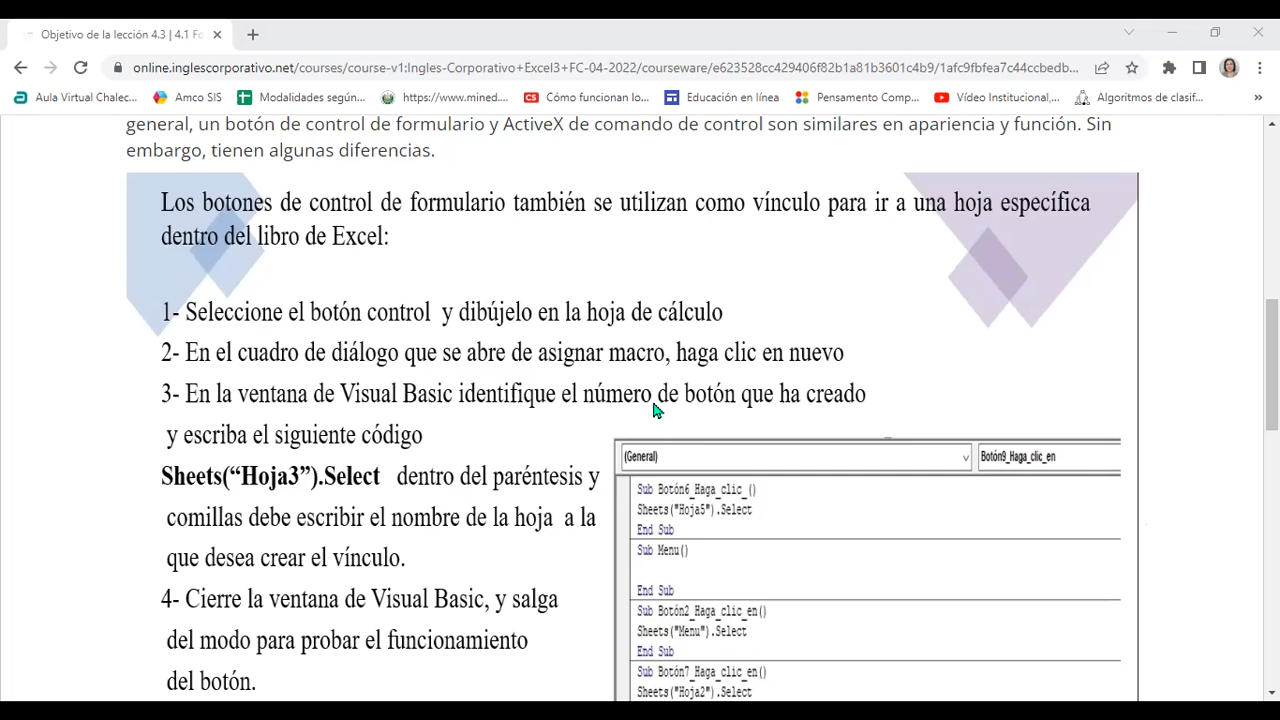 Objetivo de la lección 4.3 | 4.1 Fo
online.inglescorporativo.net/courses/course-v1:Ingles-Corporativo+Excel3+FC-04-2022/courseware/e623528cc429406f82b1a81b3601c4b9/1afc9fbfea7c44ccbedb...
Aula Virtual Chalec... Amco SIS Modalidades según... https://www.mined.... Cómo funcionan lo... Educación en línea Pensamento Comp... Vídeo Institucional,... Algoritmos de clasif... »
general, un botón de control de formulario y ActiveX de comando de control son similares en apariencia y función. Sin
embargo, tienen algunas diferencias.
Los botones de control de formulario también se utilizan como vínculo para ir a una hoja específica
dentro del libro de Excel:
1- Seleccione el botón control y dibújelo en la hoja de cálculo
2- En el cuadro de diálogo que se abre de asignar macro, haga clic en nuevo
3- En la ventana de Visual Basic identifique el número de botón que ha creado
y escriba el siguiente código
Sheets(“Hoja3”).Select dentro del paréntesis y
comillas debe escribir el nombre de la hoja a la
que desea crear el vínculo.
4- Cierre la ventana de Visual Basic, y salga
del modo para probar el funcionamiento
del botón.
(General) Botón9_Haga_clic_en
Sub Botón6_Haga_clic_()
Sheets("Hoja5").Select
End Sub
Sub Menu()
End Sub
Sub Botón2_Haga_clic_en()
Sheets("Menu").Select
End Sub
Sub Botón7_Haga_clic_en()
Sheets("Hoja2").Select